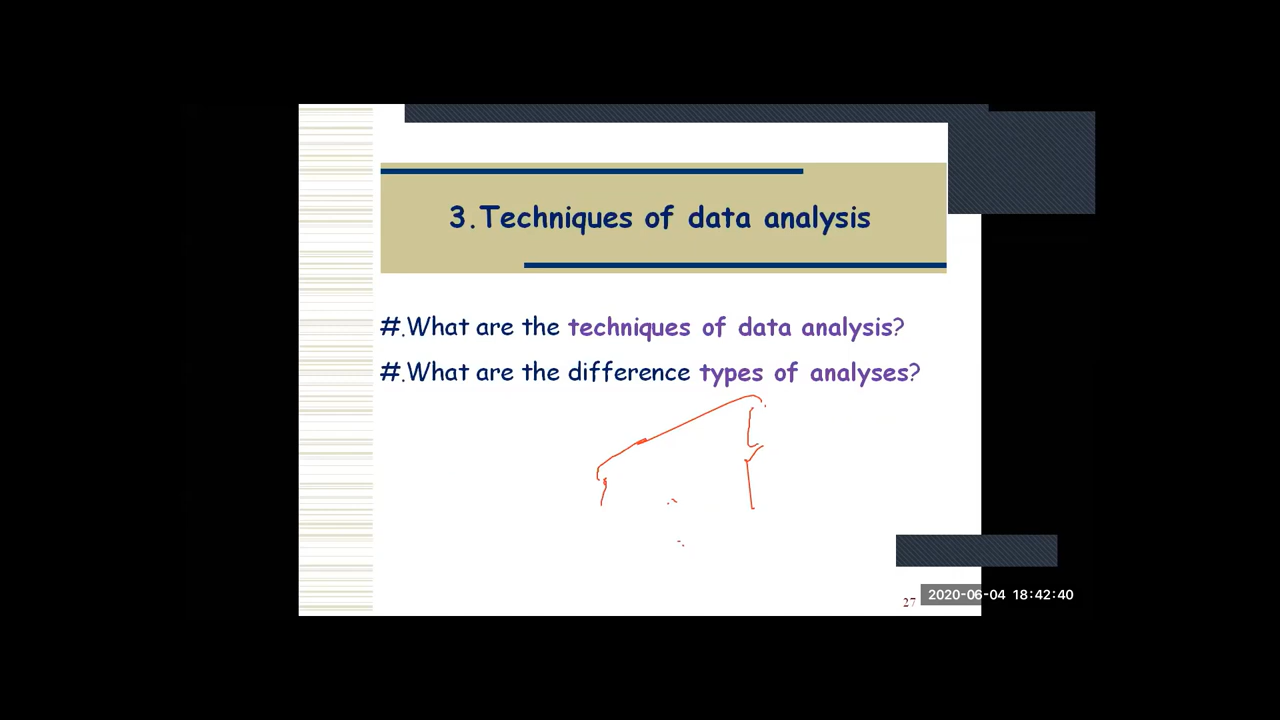 3.Techniques of data analysis
#.What are the techniques of data analysis?
#.What are the difference types of analyses?
27
2020-06-04 18:42:40